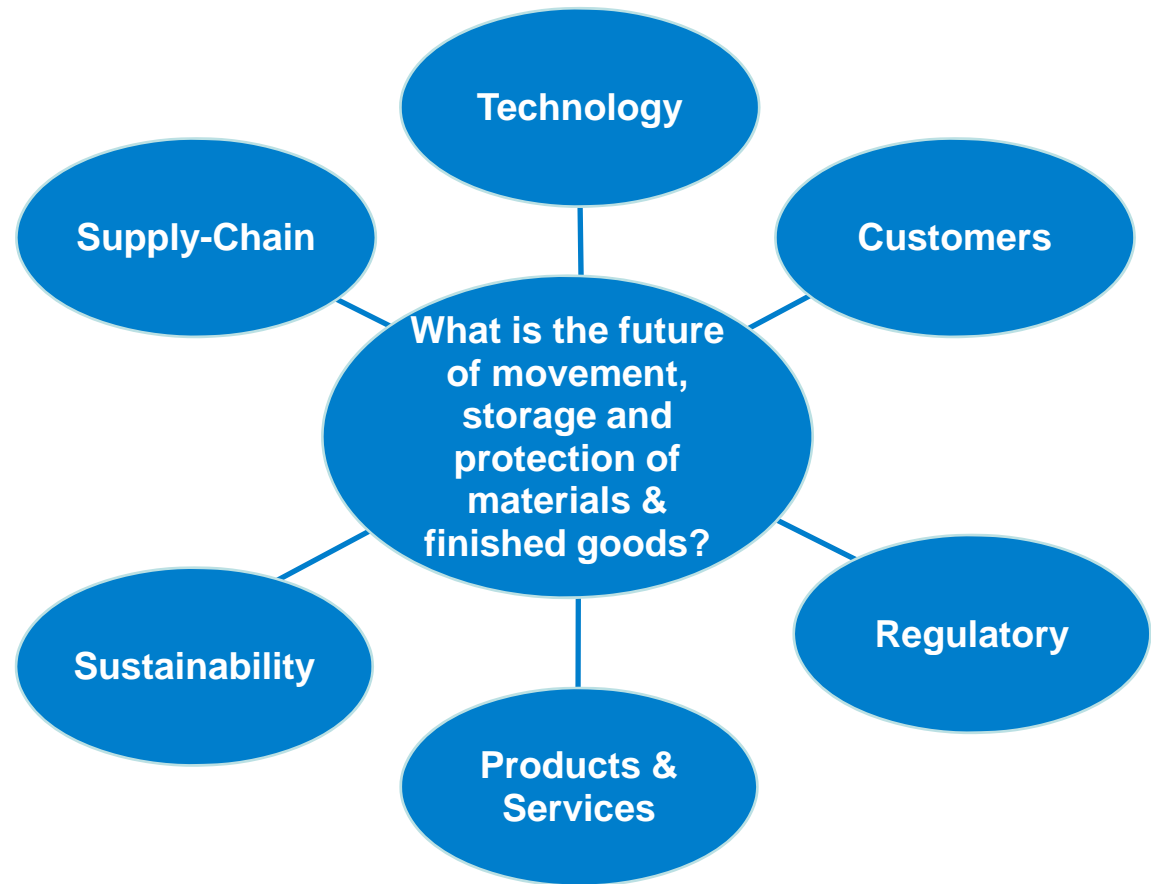 Technology
Supply-Chain
Customers
What is the future
of movement,
storage and
protection of
materials &
finished goods?
Sustainability
Regulatory
Products &
Services